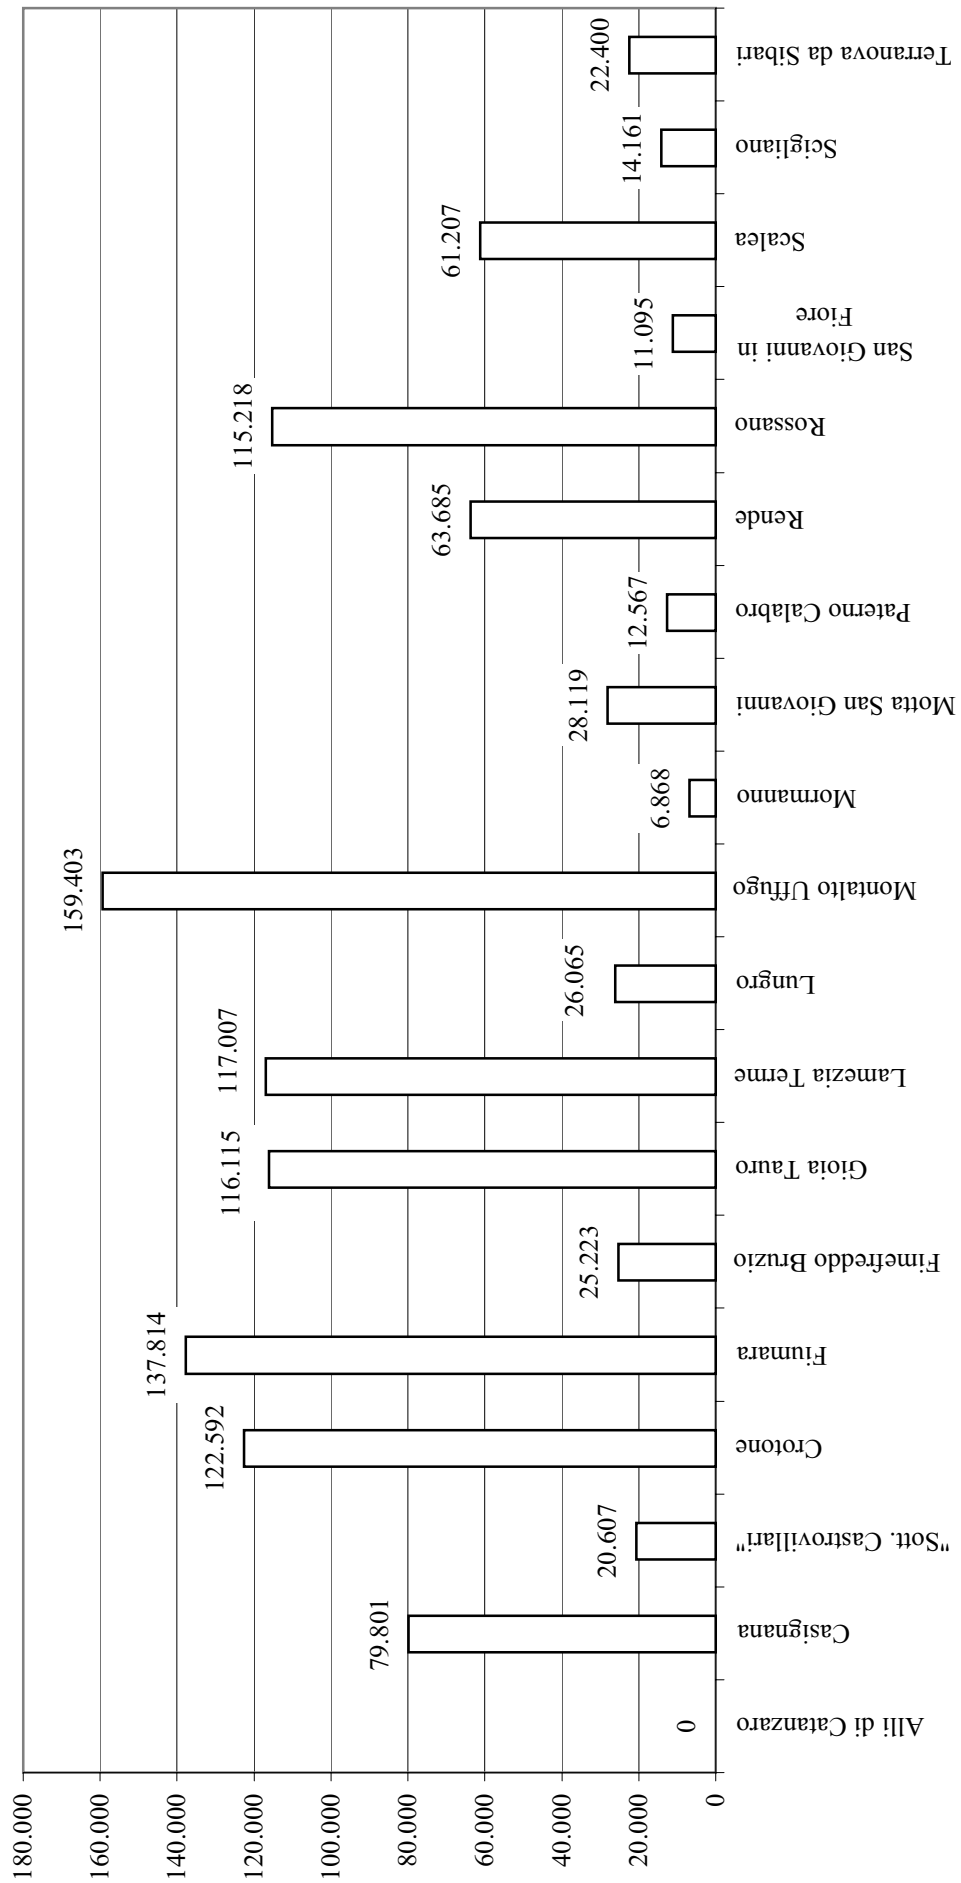 180.000
160.000
140.000
120.000
100.000
80.000
60.000
40.000
20.000
0
0
79.801
20.607
122.592
137.814
25.223
116.115
117.007
26.065
159.403
6.868
28.119
12.567
63.685
115.218
11.095
61.207
14.161
22.400
Alli di Catanzaro
Casignana
"Sott. Castrovillari"
Crotone
Fiumara
Fimefreddo Bruzio
Gioia Tauro
Lamezia Terme
Lungro
Montalto Uffugo
Mormanno
Motta San Giovanni
Paterno Calabro
Rende
Rossano
San Giovanni in
Fiore
Scalea
Scigliano
Terranova da Sibari